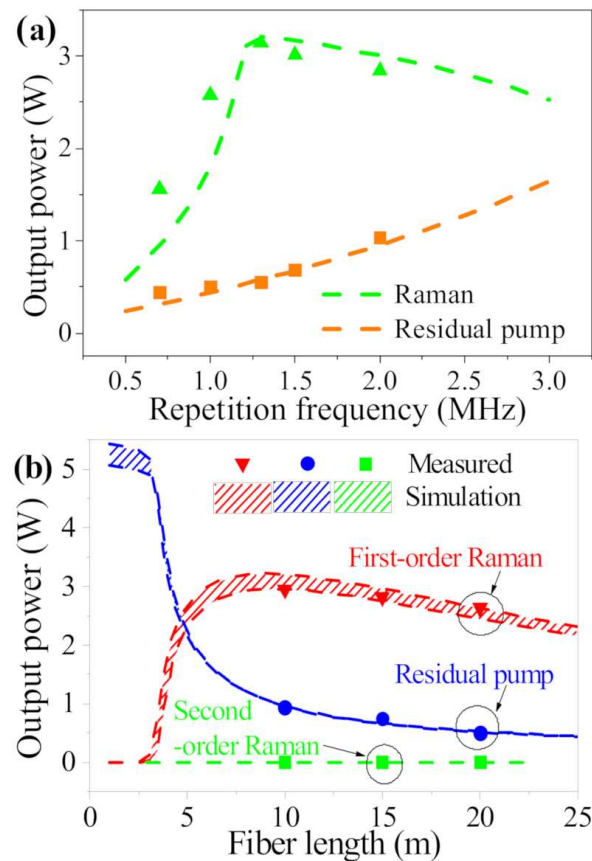 (a)
Output power (W)
3
2
1
0
Raman
Residual pump
0.5 1.0 1.5 2.0 2.5 3.0
Repetition frequency (MHz)
(b)
Output power (W)
5
4
3
2
1
0
Measured
Simulation
First-order Raman
Residual pump
Second
-order Raman
0 5 10 15 20 25
Fiber length (m)